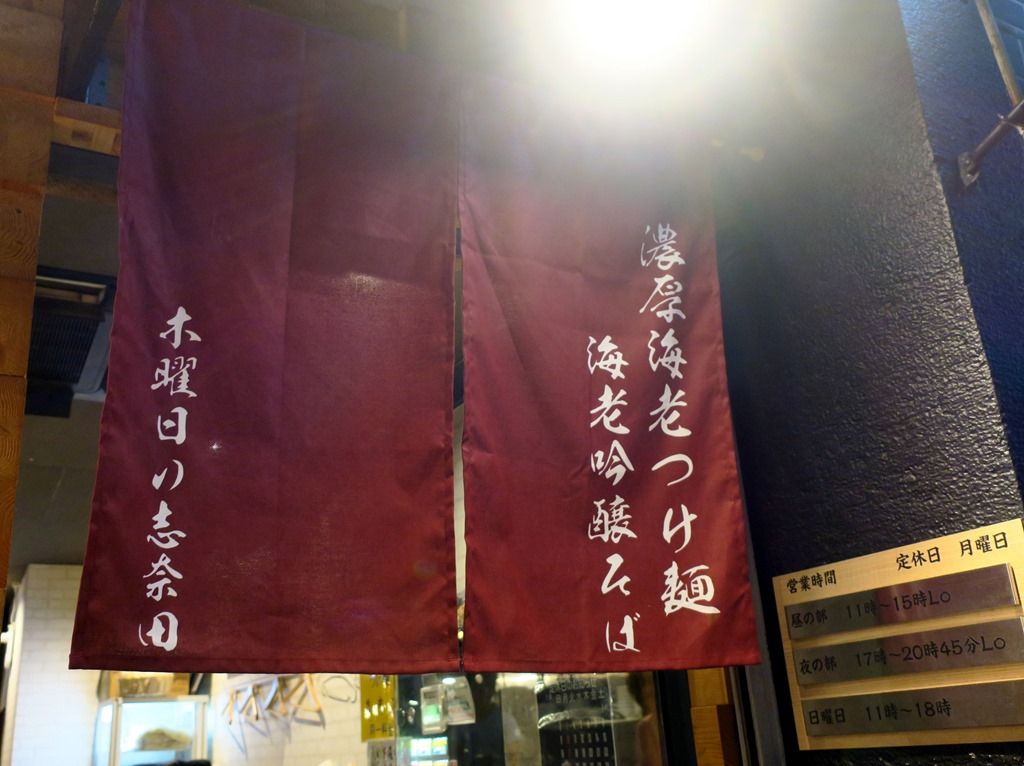 濃厚海老つけ麺
海老吟醸そば
木曜日ハ志奈田
定休日 月曜日
営業時間
昼の部 11時～15時Lo
夜の部 17時～20時45分Lo
日曜日 11時～18時